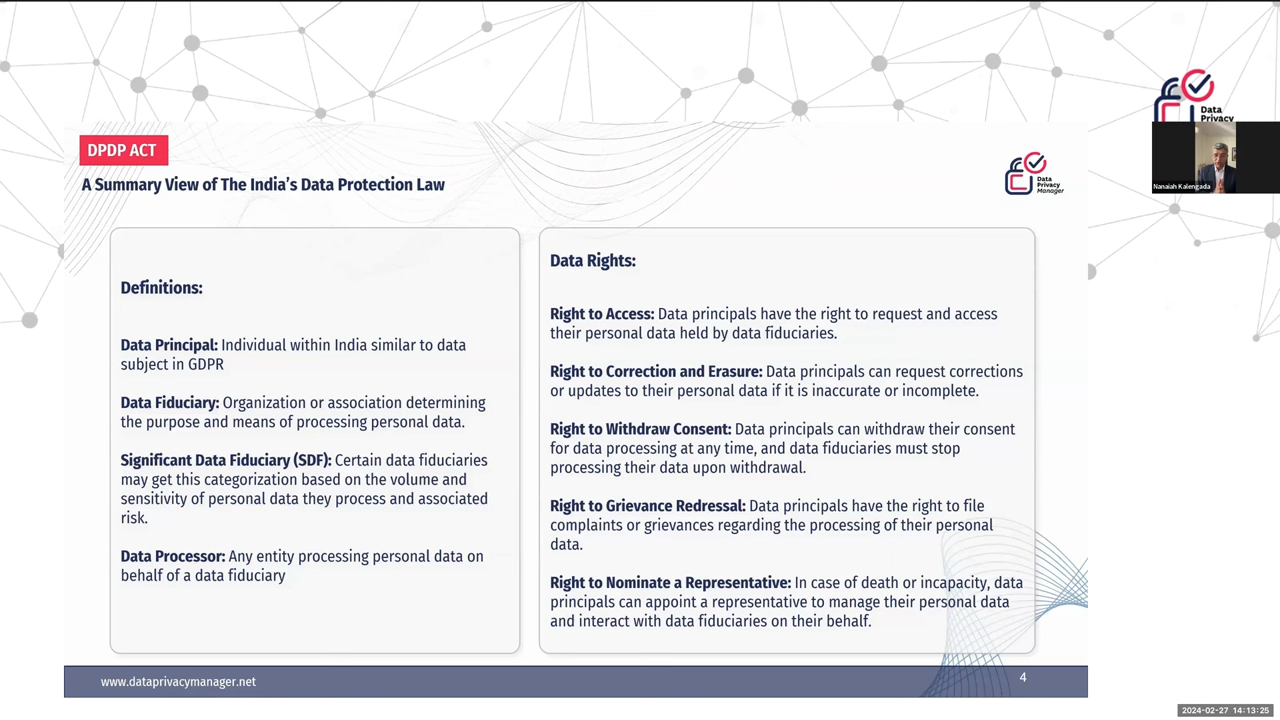 Data
Privacy
Nanaiah Kalengada
DPDP ACT
A Summary View of The India's Data Protection Law
Data
Privacy
Manager
Definitions:
Data Principal: Individual within India similar to data
subject in GDPR
Data Fiduciary: Organization or association determining
the purpose and means of processing personal data.
Significant Data Fiduciary (SDF): Certain data fiduciaries
may get this categorization based on the volume and
sensitivity of personal data they process and associated
risk.
Data Processor: Any entity processing personal data on
behalf of a data fiduciary
Data Rights:
Right to Access: Data principals have the right to request and access
their personal data held by data fiduciaries.
Right to Correction and Erasure: Data principals can request corrections
or updates to their personal data if it is inaccurate or incomplete.
Right to Withdraw Consent: Data principals can withdraw their consent
for data processing at any time, and data fiduciaries must stop
processing their data upon withdrawal.
Right to Grievance Redressal: Data principals have the right to file
complaints or grievances regarding the processing of their personal
data.
Right to Nominate a Representative: In case of death or incapacity, data
principals can appoint a representative to manage their personal data
and interact with data fiduciaries on their behalf.
www.dataprivacymanager.net
4
2024-02-27 14:13:25